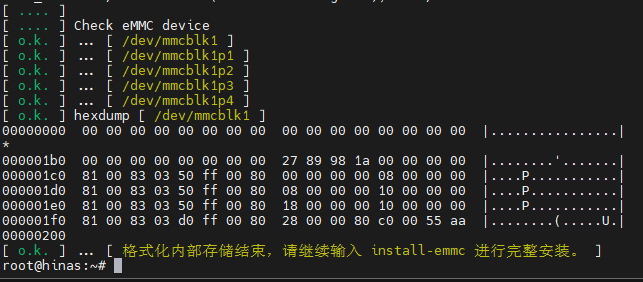 [ .... ]
[ .... ] Check eMMC device
[ o.k. ] ... [ /dev/mmcblk1 ]
[ o.k. ] ... [ /dev/mmcblk1p1 ]
[ o.k. ] ... [ /dev/mmcblk1p2 ]
[ o.k. ] ... [ /dev/mmcblk1p3 ]
[ o.k. ] ... [ /dev/mmcblk1p4 ]
[ o.k. ] hexdump [ /dev/mmcblk1 ]
00000000  00 00 00 00 00 00 00 00  00 00 00 00 00 00 00 00  |................|
*
000001b0  00 00 00 00 00 00 00 00  27 89 98 1a 00 00 00 00  |........'.......|
000001c0  81 00 83 03 50 ff 00 80  00 00 00 00 08 00 00 00  |....P...........|
000001d0  81 00 83 03 50 ff 00 80  08 00 00 00 10 00 00 00  |....P...........|
000001e0  81 00 83 03 50 ff 00 80  18 00 00 00 10 00 00 00  |....P...........|
000001f0  81 00 83 03 d0 ff 00 80  28 00 00 80 c0 00 55 aa  |........(.....U.|
00000200
[ o.k. ] ... [ 格式化内部存储结束，请继续输入 install-emmc 进行完整安装。 ]
root@hinas:~#